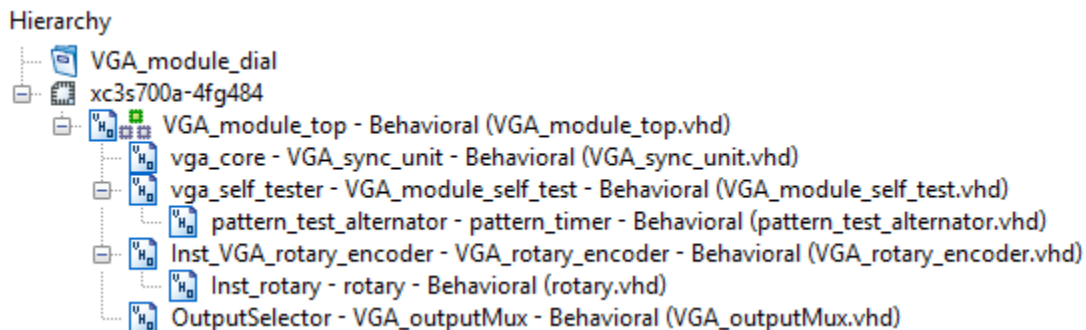 Hierarchy
VGA_module_dial
xc3s700a-4fg484
VGA_module_top - Behavioral (VGA_module_top.vhd)
vga_core - VGA_sync_unit - Behavioral (VGA_sync_unit.vhd)
vga_self_tester - VGA_module_self_test - Behavioral (VGA_module_self_test.vhd)
pattern_test_alternator - pattern_timer - Behavioral (pattern_test_alternator.vhd)
Inst_VGA_rotary_encoder - VGA_rotary_encoder - Behavioral (VGA_rotary_encoder.vhd)
Inst_rotary - rotary - Behavioral (rotary.vhd)
OutputSelector - VGA_outputMux - Behavioral (VGA_outputMux.vhd)